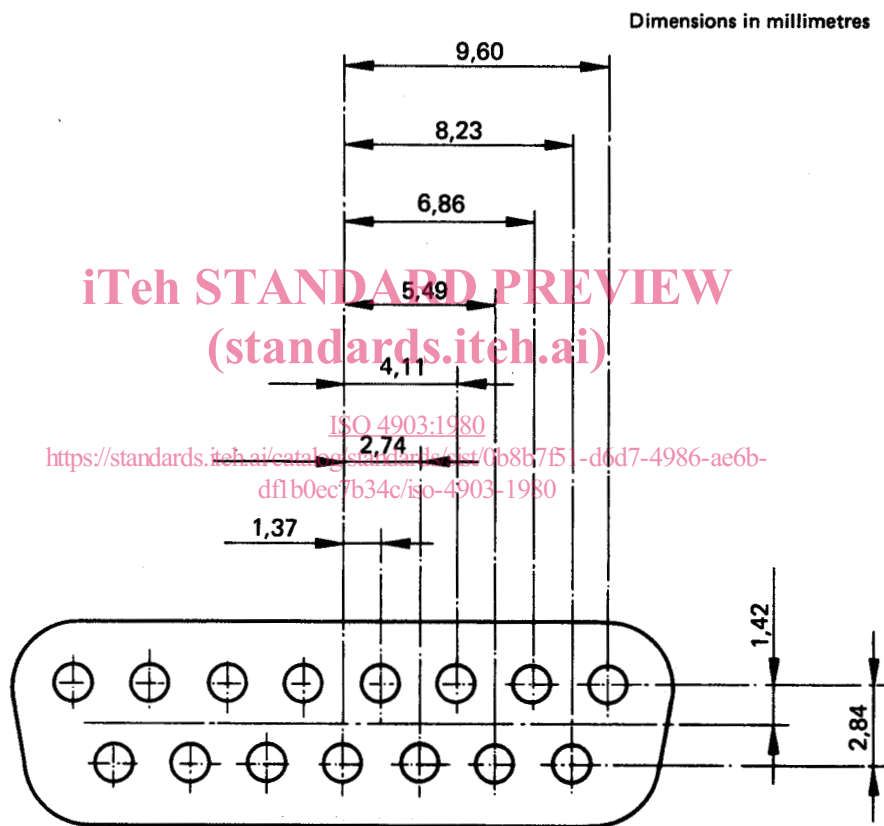 Dimensions in millimetres
9,60
8,23
6,86
iTeh STANDARD PREVIEW
5,49
(standards.iteh.ai)
4,11
ISO 4903:1980
2,74
https://standards.iteh.ai/catalog/standards/sist/0b8b7f51-d6d7-4986-ae6b-
df1b0ec7b34c/iso-4903-1980
1,37
1,42
2,84